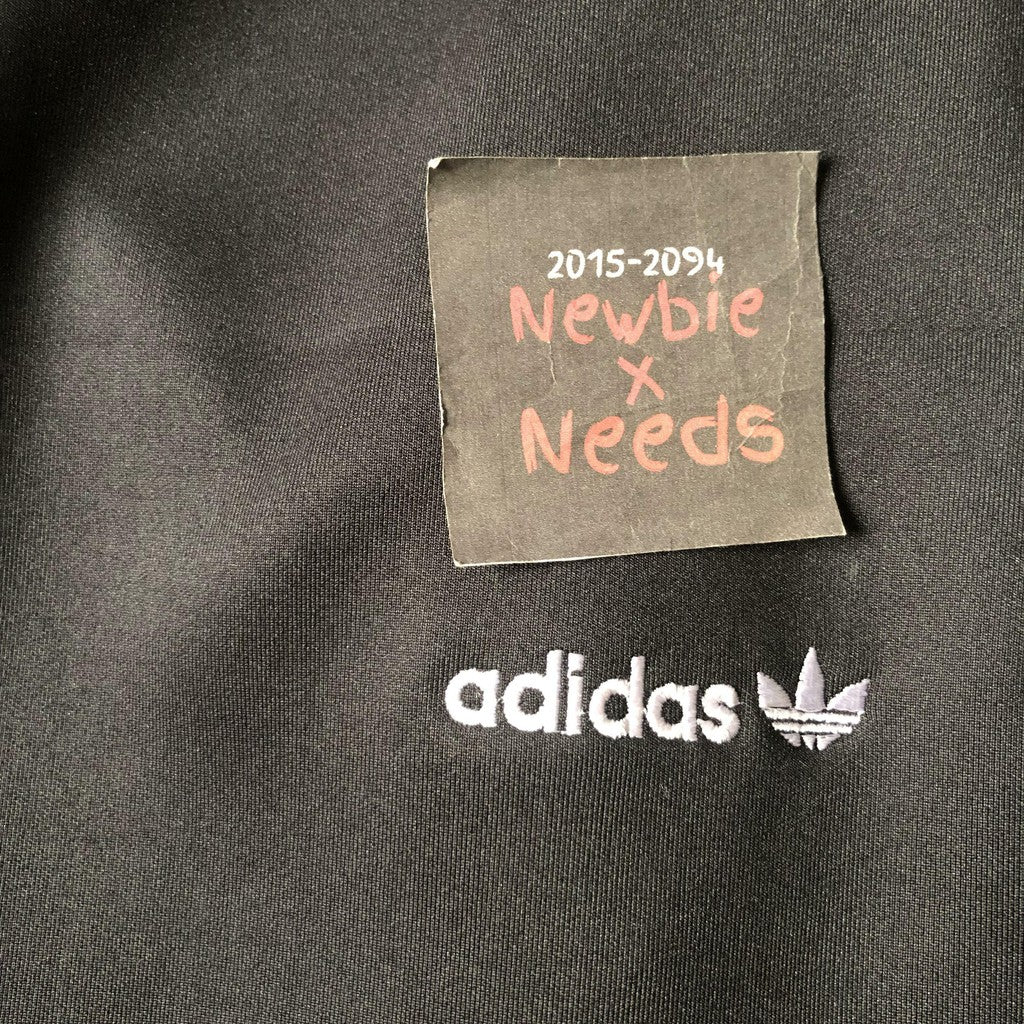 2015-2094
Newbie
x
Needs
adidas